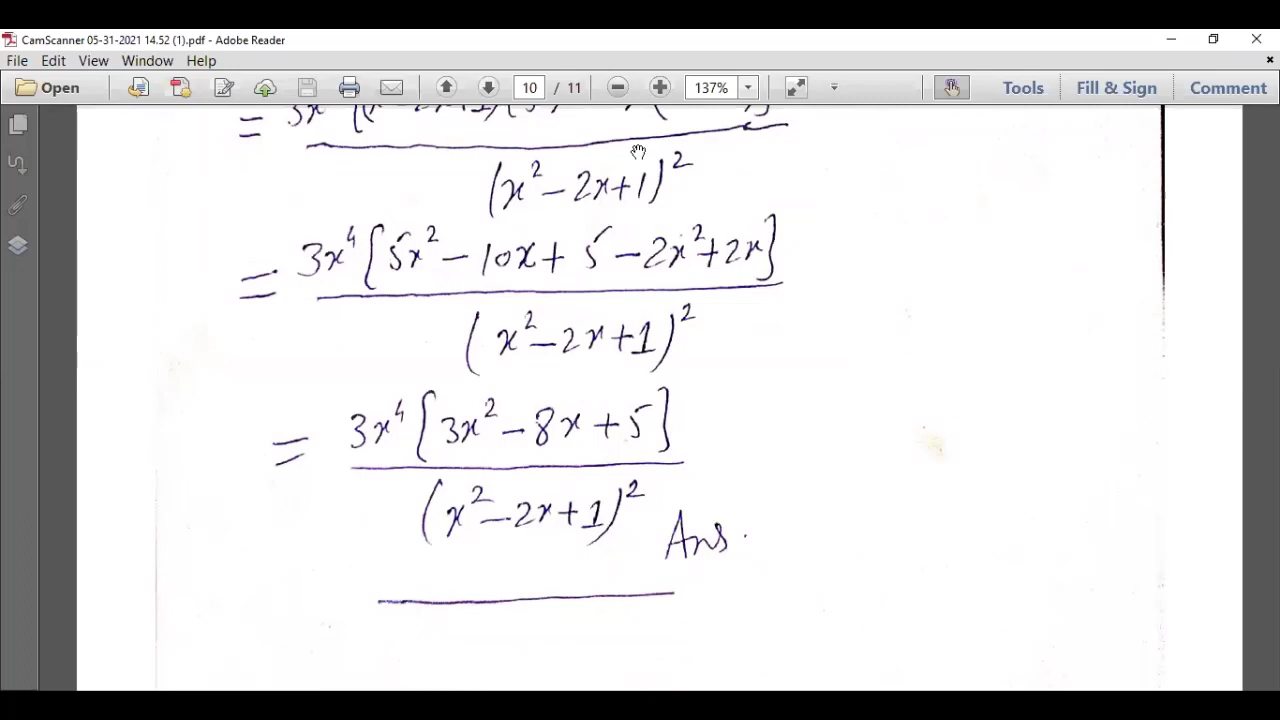 CamScanner 05-31-2021 14.52 (1).pdf - Adobe Reader
File Edit View Window Help
Open 10 / 11 137% Tools Fill & Sign Comment
=
(x² - 2x+1)²
= 3x⁴ [5x² - 10x + 5 - 2x² + 2x]
(x² - 2x + 1)²
= 3x⁴ [3x² - 8x + 5]
(x² - 2x + 1)²
Ans.